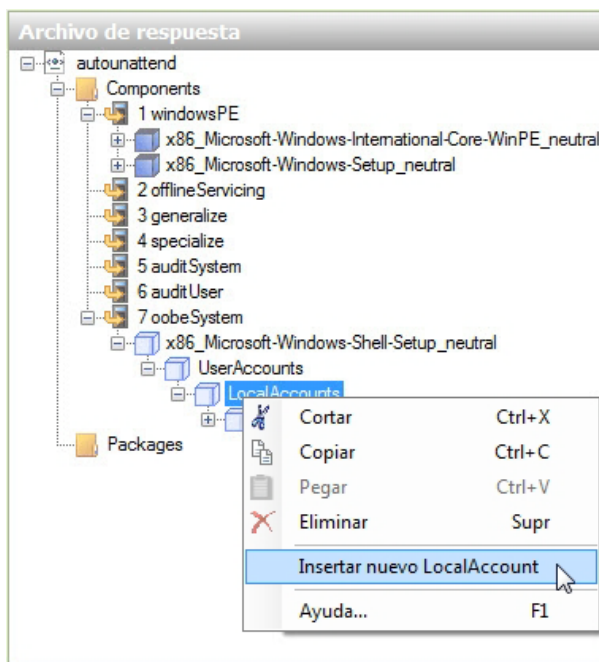 Archivo de respuesta
autounattend
Components
1 windowsPE
x86_Microsoft-Windows-International-Core-WinPE_neutral
x86_Microsoft-Windows-Setup_neutral
2 offlineServicing
3 generalize
4 specialize
5 auditSystem
6 auditUser
7 oobeSystem
x86_Microsoft-Windows-Shell-Setup_neutral
UserAccounts
LocalAccounts
Packages
Cortar Ctrl+X
Copiar Ctrl+C
Pegar Ctrl+V
Eliminar Supr
Insertar nuevo LocalAccount
Ayuda... F1